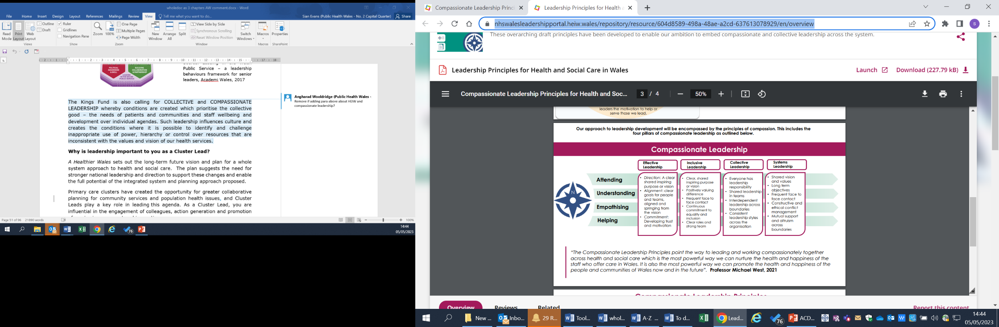 wholedoc as 3 chapters AW comment.docx - Word
File Home Insert Design Layout References Mailings Review View Tell me what you want to do... Sian Evans (Public Health Wales - No. 2 Capital Quarter) Share
Read Mode
Print Layout
Web Layout
Outline
Draft
Views
Ruler
Gridlines
Navigation Pane
Show
Zoom
100%
One Page
Multiple Pages
Page Width
Zoom
New Window
Arrange All
Split
View Side by Side
Synchronous Scrolling
Reset Window Position
Window
Switch Windows
Macros
Macros
Properties
SharePoint
POLITICAL AWARENESS & SKILL
BUILDING COLLABORATION & PARTNERSHIP
LEADING IN THE WELSH PUBLIC SERVICE
Source: Leading in the Welsh
Public Service – a leadership
behaviours framework for senior
leaders, Academi Wales, 2017
The Kings Fund is also calling for COLLECTIVE and COMPASSIONATE
LEADERSHIP whereby conditions are created which prioritise the collective
good – the needs of patients and communities and staff wellbeing and
development over individual agendas. Such leadership influences culture and
creates the conditions where it is possible to identify and challenge
inappropriate use of power, hierarchy or control over resources that are
inconsistent with the values and vision of our health services.
Angharad Wooldridge (Public Health Wales -
Remove if adding para above about HEIW and
compassionate leadership?
Why is leadership important to you as a Cluster Lead?
A Healthier Wales sets out the long-term future vision and plan for a whole
system approach to health and social care. The plan suggests the need for
stronger national leadership and direction to support these changes and enable
the full potential of the integrated system and planning approach proposed.
Primary care clusters have created the opportunity for greater collaborative
planning for community services and population health issues, and Cluster
Leads play a key role in leading this agenda. As a Cluster Lead, you are
influential in the engagement of colleagues, action generation and promotion
Page 51 of 96 21890 words
100%
76
14:44
05/05/2023
Compassionate Leadership Princi
Leadership Principles for Health a
nhswalesleadershipportal.heiw.wales/repository/resource/604d8589-498a-48ae-a2cd-637613078929/en/overview
S
These overarching draft principles have been developed to enable our ambition to embed compassionate and collective leadership across the system.
Leadership Principles for Health and Social Care in Wales
Launch
Download (227.79 kB)
Compassionate Leadership Principles for Health and Soc...
3 / 4
50%
leaders the motivation to help or
serve those we lead.
Our approach to leadership development will be encompassed by the principles of compassion. This includes the
four pillars of compassionate leadership as outlined below.
Compassionate Leadership
Effective Leadership
Inclusive Leadership
Collective Leadership
Systems Leadership
N
Attending
Understanding
Empathising
Helping
• Direction: A clear
shared inspiring
purpose or vision
• Alignment: clear
goals for people
and teams,
aligned and
springing from
the vision
• Commitment:
Developing trust
and motivation
• Clear, shared
inspiring purpose
or vision
• Positively valuing
difference
• Frequent face to
face contact
• Continuous
commitment to
equality and
inclusion
• Clear roles and
strong team
• Everyone has
leadership
responsibility
• Shared leadership
in teams
• Interdependent
leadership across
boundaries
• Consistent
leadership styles
across the
organisation
• Shared vision
and values
• Long term
objectives
• Frequent face to
face contact
• Constructive and
ethical conflict
management
• Mutual support
and altruism
across
boundaries
“The Compassionate Leadership Principles point the way to leading and working compassionately together
across health and social care which is the most powerful way we can nurture the health and happiness of the
staff who offer care in Wales. It is also the most powerful way we can promote the health and happiness of the
people and communities of Wales now and in the future”. Professor Michael West, 2021
Compassionate Leadership Principles
Overview Reviews Related
Report this content
New ... Inbo... 29 R... Tool... whol... A-Z ... To d... Lead... 76 ACD...
14:44
05/05/2023